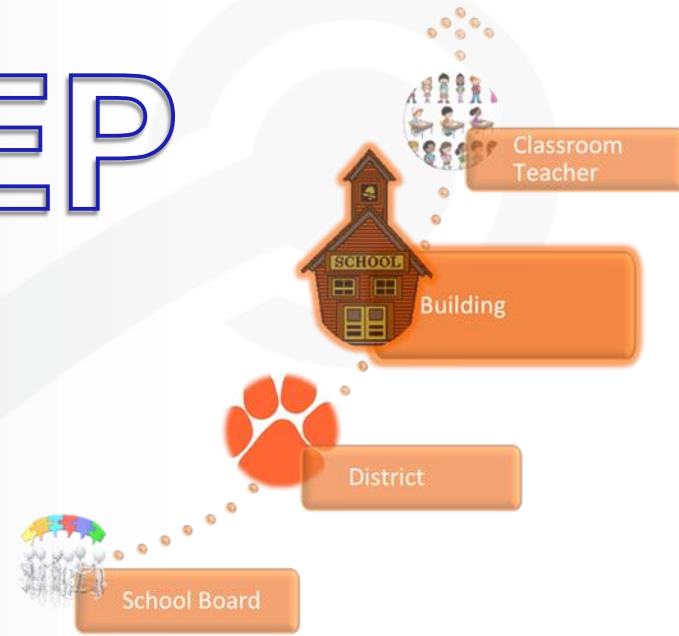 EP
Classroom
Teacher
SCHOOL
Building
District
School Board